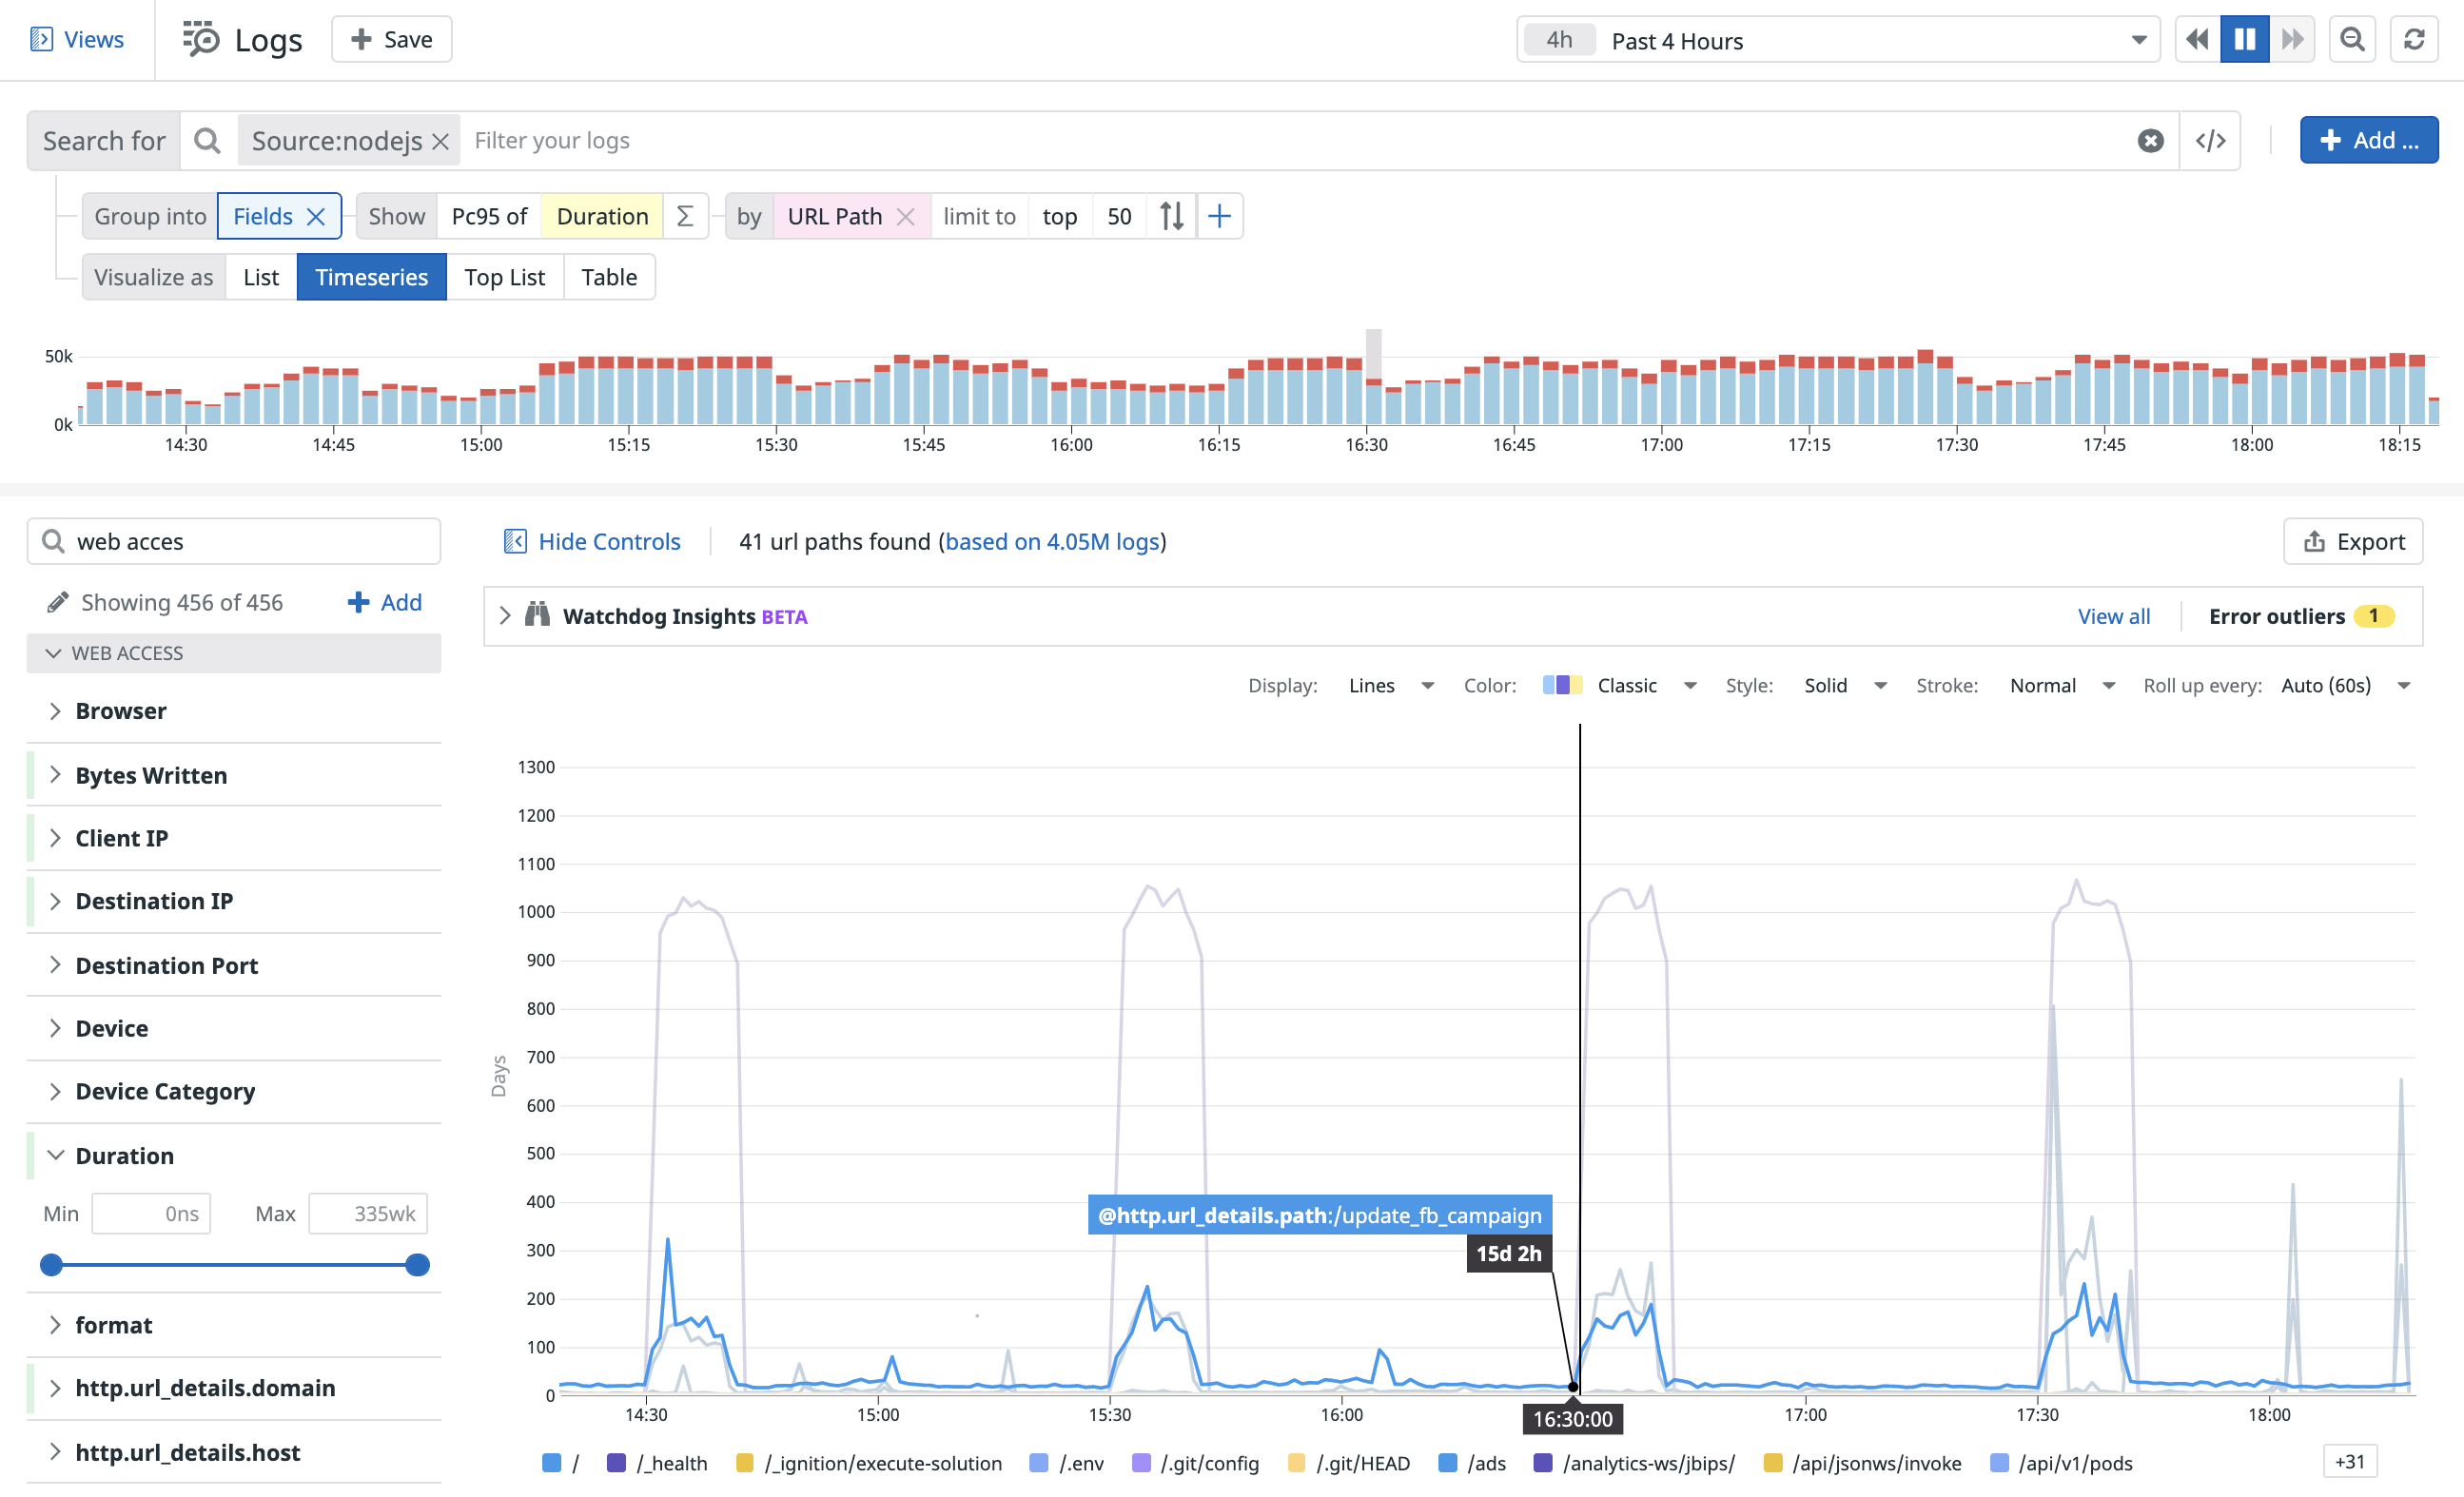 Views
Logs
Save
4h Past 4 Hours
Search for Source:nodejs Filter your logs </> Add ...
Group into Fields Show Pc95 of Duration Σ by URL Path limit to top 50
Visualize as List Timeseries Top List Table
50k
0k
14:30 14:45 15:00 15:15 15:30 15:45 16:00 16:15 16:30 16:45 17:00 17:15 17:30 17:45 18:00 18:15
web acces
Showing 456 of 456 Add
WEB ACCESS
Browser
Bytes Written
Client IP
Destination IP
Destination Port
Device
Device Category
Duration
Min 0ns Max 335wk
format
http.url_details.domain
http.url_details.host
Hide Controls 41 url paths found (based on 4.05M logs) Export
Watchdog Insights BETA View all Error outliers 1
Display: Lines Color: Classic Style: Solid Stroke: Normal Roll up every: Auto (60s)
1300
1200
1100
1000
900
800
700
600
500
400
300
200
100
0
Days
@http.url_details.path:/update_fb_campaign
15d 2h
14:30 15:00 15:30 16:00 16:30:00 17:00 17:30 18:00
/ /_health /_ignition/execute-solution /.env /.git/config /.git/HEAD /ads /analytics-ws/jbips/ /api/jsonws/invoke /api/v1/pods +31